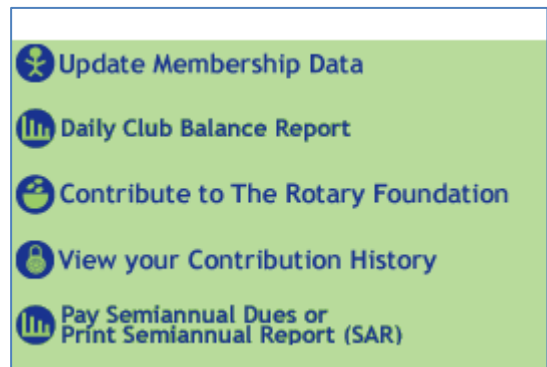 Update Membership Data
Daily Club Balance Report
Contribute to The Rotary Foundation
View your Contribution History
Pay Semiannual Dues or
Print Semiannual Report (SAR)